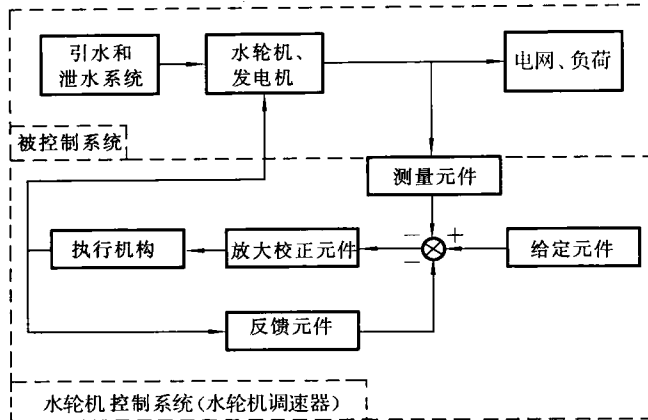 引水和
泄水系统
水轮机、
发电机
电网、负荷
被控制系统
测量元件
执行机构
放大校正元件
− + −
给定元件
反馈元件
水轮机控制系统(水轮机调速器)